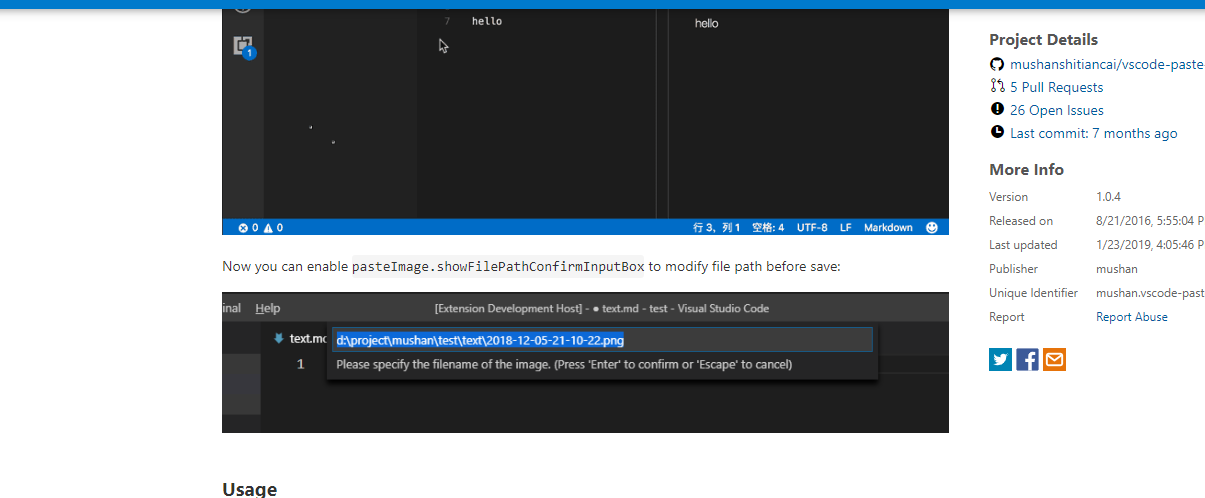 7 hello
hello
1
0 0
行 3，列 1 空格: 4 UTF-8 LF Markdown
Now you can enable pasteImage.showFilePathConfirmInputBox to modify file path before save:
inal Help [Extension Development Host] - ● text.md - test - Visual Studio Code
text.mc
d:\project\mushan\test\text\2018-12-05-21-10-22.png
1
Please specify the filename of the image. (Press 'Enter' to confirm or 'Escape' to cancel)
Usage
Project Details
mushanshitiancai/vscode-paste
5 Pull Requests
26 Open Issues
Last commit: 7 months ago
More Info
Version 1.0.4
Released on 8/21/2016, 5:55:04 P
Last updated 1/23/2019, 4:05:46 P
Publisher mushan
Unique Identifier mushan.vscode-past
Report Report Abuse